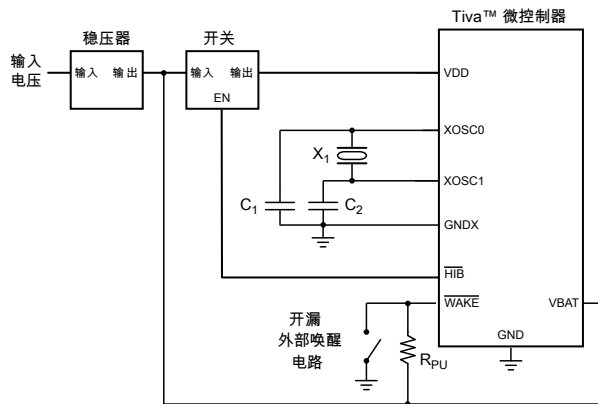 Tiva™ 微控制器
稳压器
开关
输入
电压
输入 输出
输入 输出
EN
VDD
XOSC0
X1
XOSC1
C1
C2
GNDX
HIB
WAKE
VBAT
开漏
外部唤醒
电路
RPU
GND